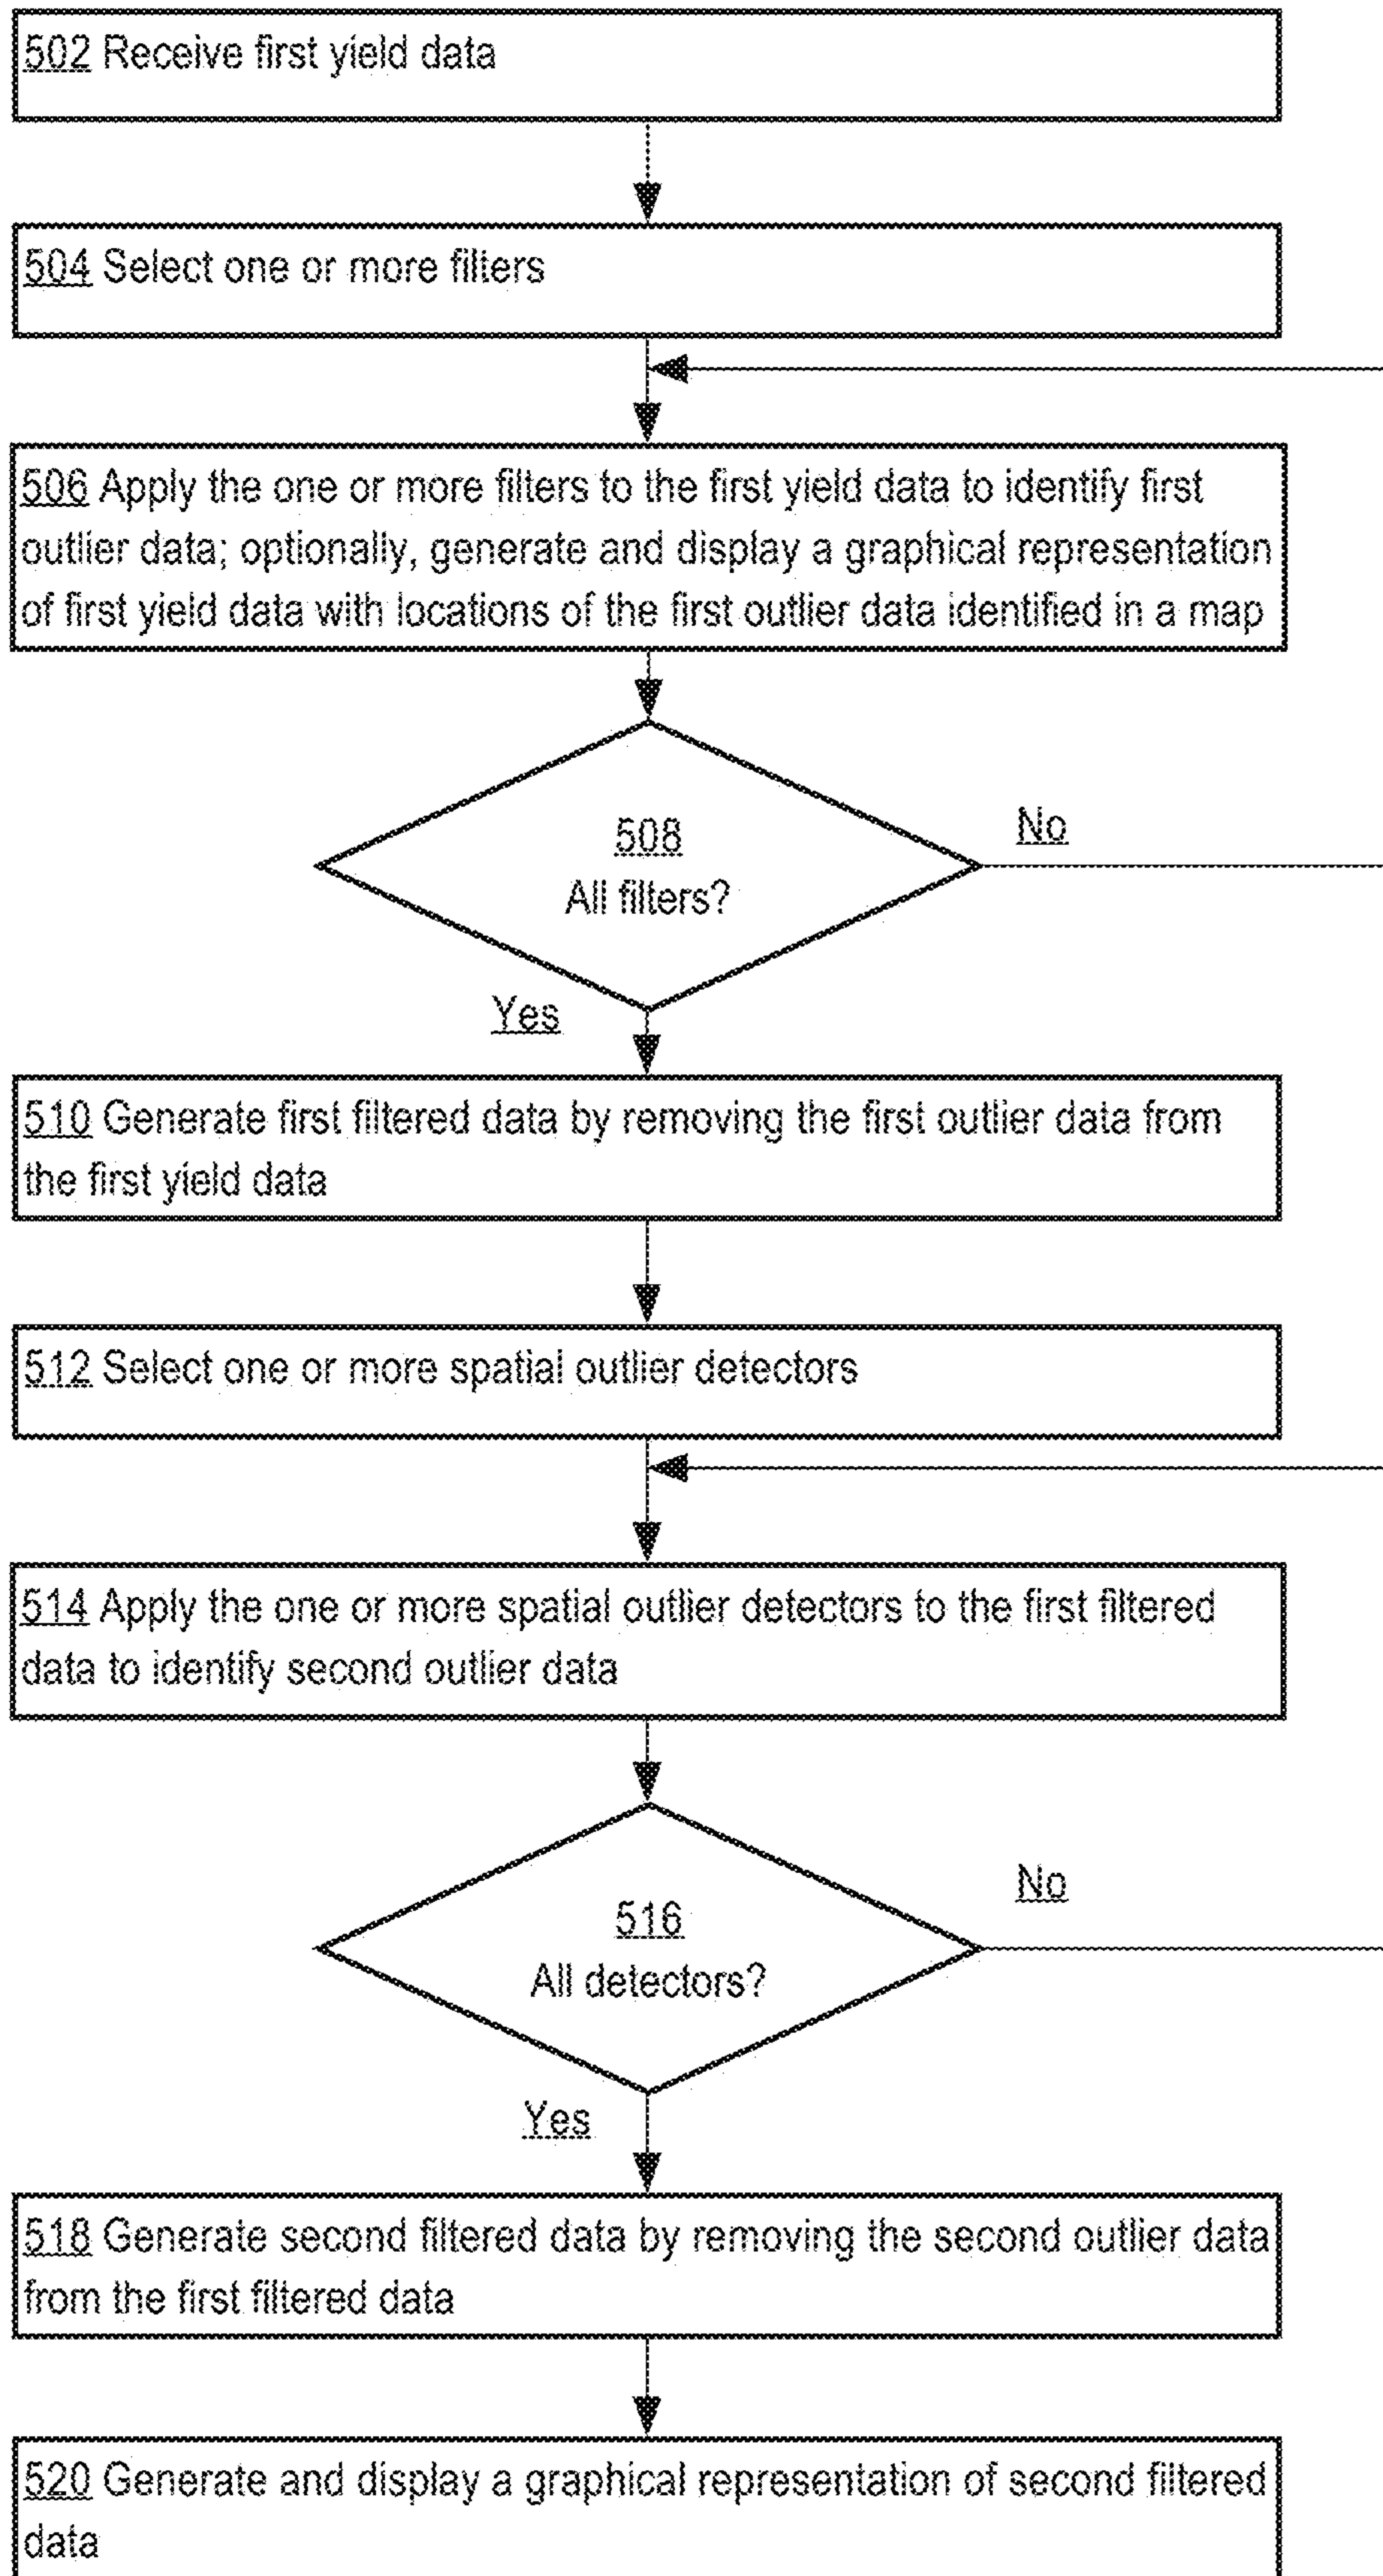 502 Receive first yield data
504 Select one or more filters
506 Apply the one or more filters to the first yield data to identify first
outlier data; optionally, generate and display a graphical representation
of first yield data with locations of the first outlier data identified in a map
508
All filters?
No
Yes
510 Generate first filtered data by removing the first outlier data from
the first yield data
512 Select one or more spatial outlier detectors
514 Apply the one or more spatial outlier detectors to the first filtered
data to identify second outlier data
516
All detectors?
No
Yes
518 Generate second filtered data by removing the second outlier data
from the first filtered data
520 Generate and display a graphical representation of second filtered
data